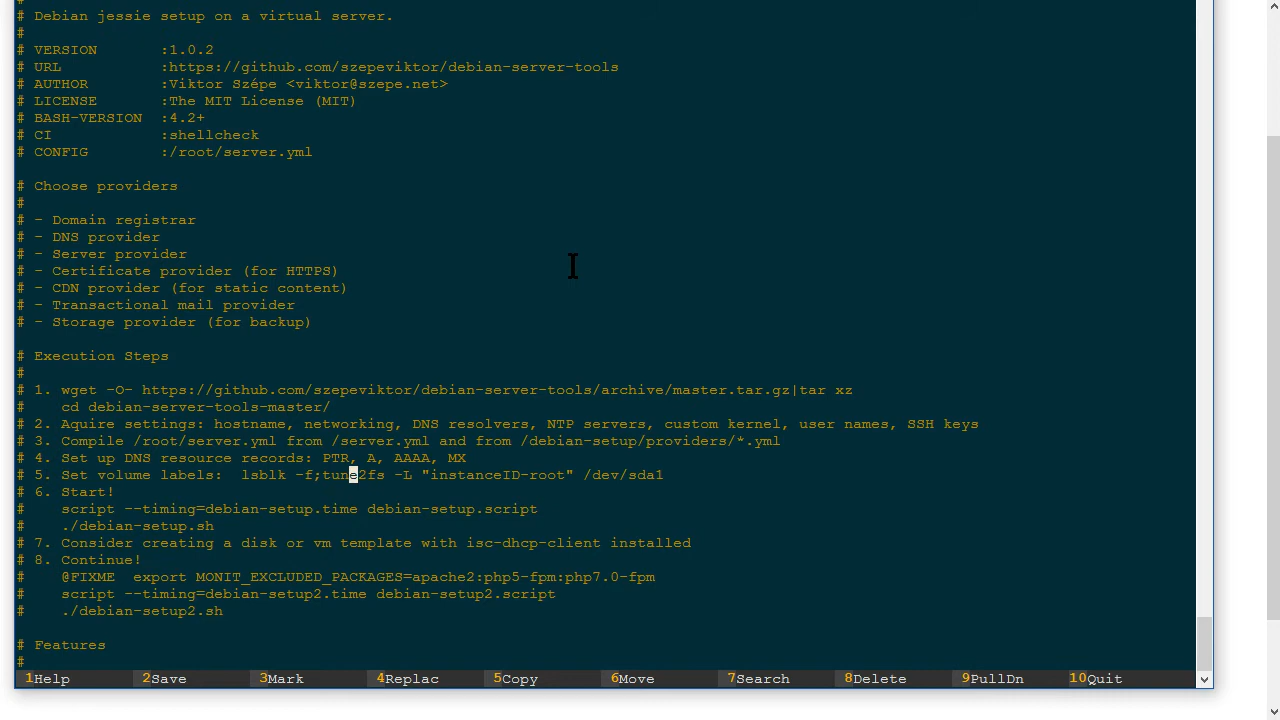 #
# Debian jessie setup on a virtual server.
#
# VERSION       :1.0.2
# URL           :https://github.com/szepeviktor/debian-server-tools
# AUTHOR        :Viktor Szépe <viktor@szepe.net>
# LICENSE       :The MIT License (MIT)
# BASH-VERSION  :4.2+
# CI            :shellcheck
# CONFIG        :/root/server.yml
# Choose providers
#
# - Domain registrar
# - DNS provider
# - Server provider
# - Certificate provider (for HTTPS)
# - CDN provider (for static content)
# - Transactional mail provider
# - Storage provider (for backup)
# Execution Steps
#
# 1. wget -O- https://github.com/szepeviktor/debian-server-tools/archive/master.tar.gz|tar xz
#    cd debian-server-tools-master/
# 2. Aquire settings: hostname, networking, DNS resolvers, NTP servers, custom kernel, user names, SSH keys
# 3. Compile /root/server.yml from /server.yml and from /debian-setup/providers/*.yml
# 4. Set up DNS resource records: PTR, A, AAAA, MX
# 5. Set volume labels:  lsblk -f;tune2fs -L "instanceID-root" /dev/sda1
# 6. Start!
#    script --timing=debian-setup.time debian-setup.script
#    ./debian-setup.sh
# 7. Consider creating a disk or vm template with isc-dhcp-client installed
# 8. Continue!
#    @FIXME  export MONIT_EXCLUDED_PACKAGES=apache2:php5-fpm:php7.0-fpm
#    script --timing=debian-setup2.time debian-setup2.script
#    ./debian-setup2.sh
# Features
#
1Help 2Save 3Mark 4Replac 5Copy 6Move 7Search 8Delete 9PullDn 10Quit